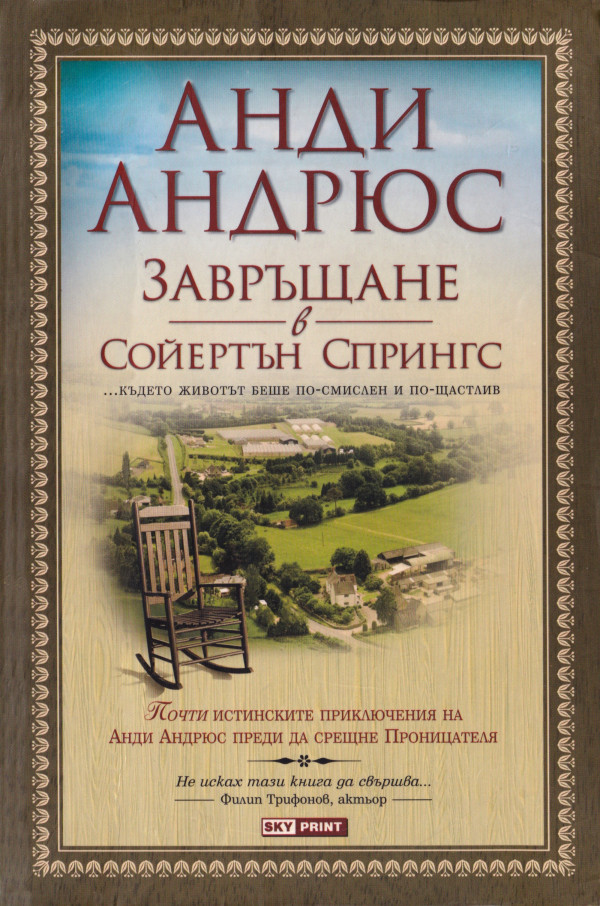 АНДИ
АНДРЮС
ЗАВРЪЩАНЕ
в
СОЙЕРТЪН СПРИНГС
...КЪДЕТО ЖИВОТЪТ БЕШЕ ПО-СМИСЛЕН И ПО-ЩАСТЛИВ
ПОЧТИ ИСТИНСКИТЕ ПРИКЛЮЧЕНИЯ НА
АНДИ АНДРЮС ПРЕДИ ДА СРЕЩНЕ ПРОНИЦАТЕЛЯ
Не исках тази книга да свършва...
Филип Трифонов, актьор
SKY PRINT